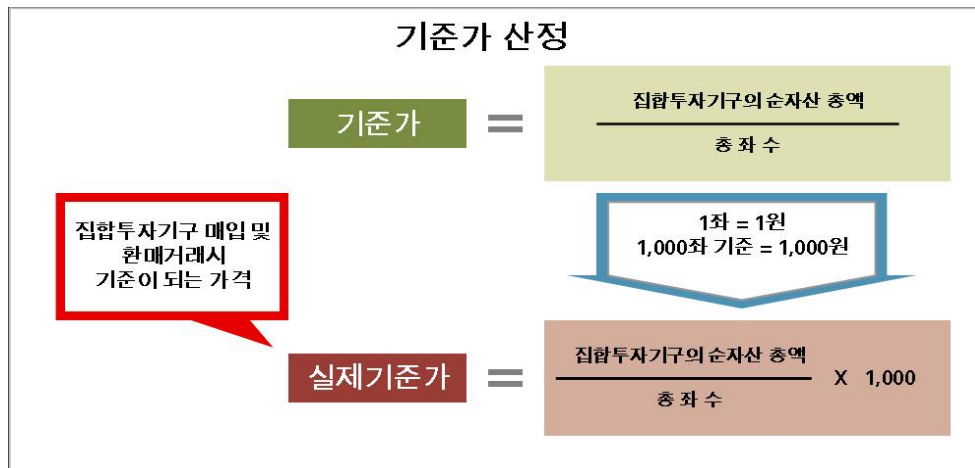 기준가 산정
기준가
=
집합투자기구의 순자산 총액
총 좌 수
집합투자기구 매입 및
환매거래시
기준이 되는 가격
1좌 = 1원
1,000좌 기준 = 1,000원
실제기준가
=
집합투자기구의 순자산 총액
총 좌 수
X 1,000